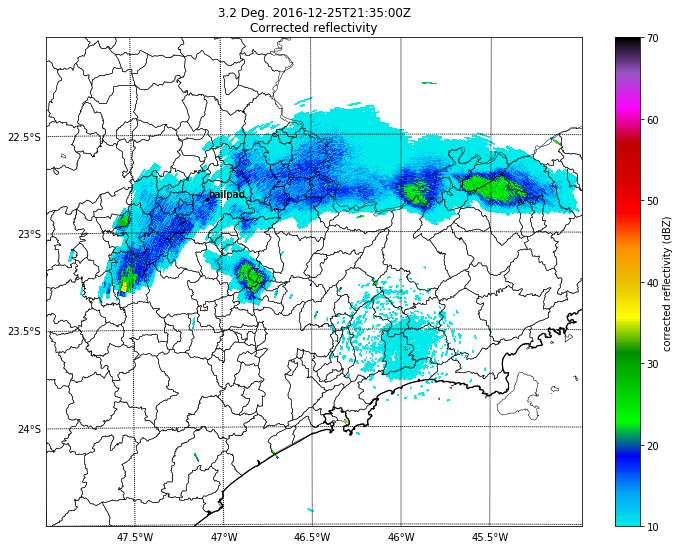 3.2 Deg. 2016-12-25T21:35:00Z
Corrected reflectivity
70
60
50
40
30
20
10
corrected reflectivity (dBZ)
22.5°S
23°S
23.5°S
24°S
hailpad
47.5°W
47°W
46.5°W
46°W
45.5°W